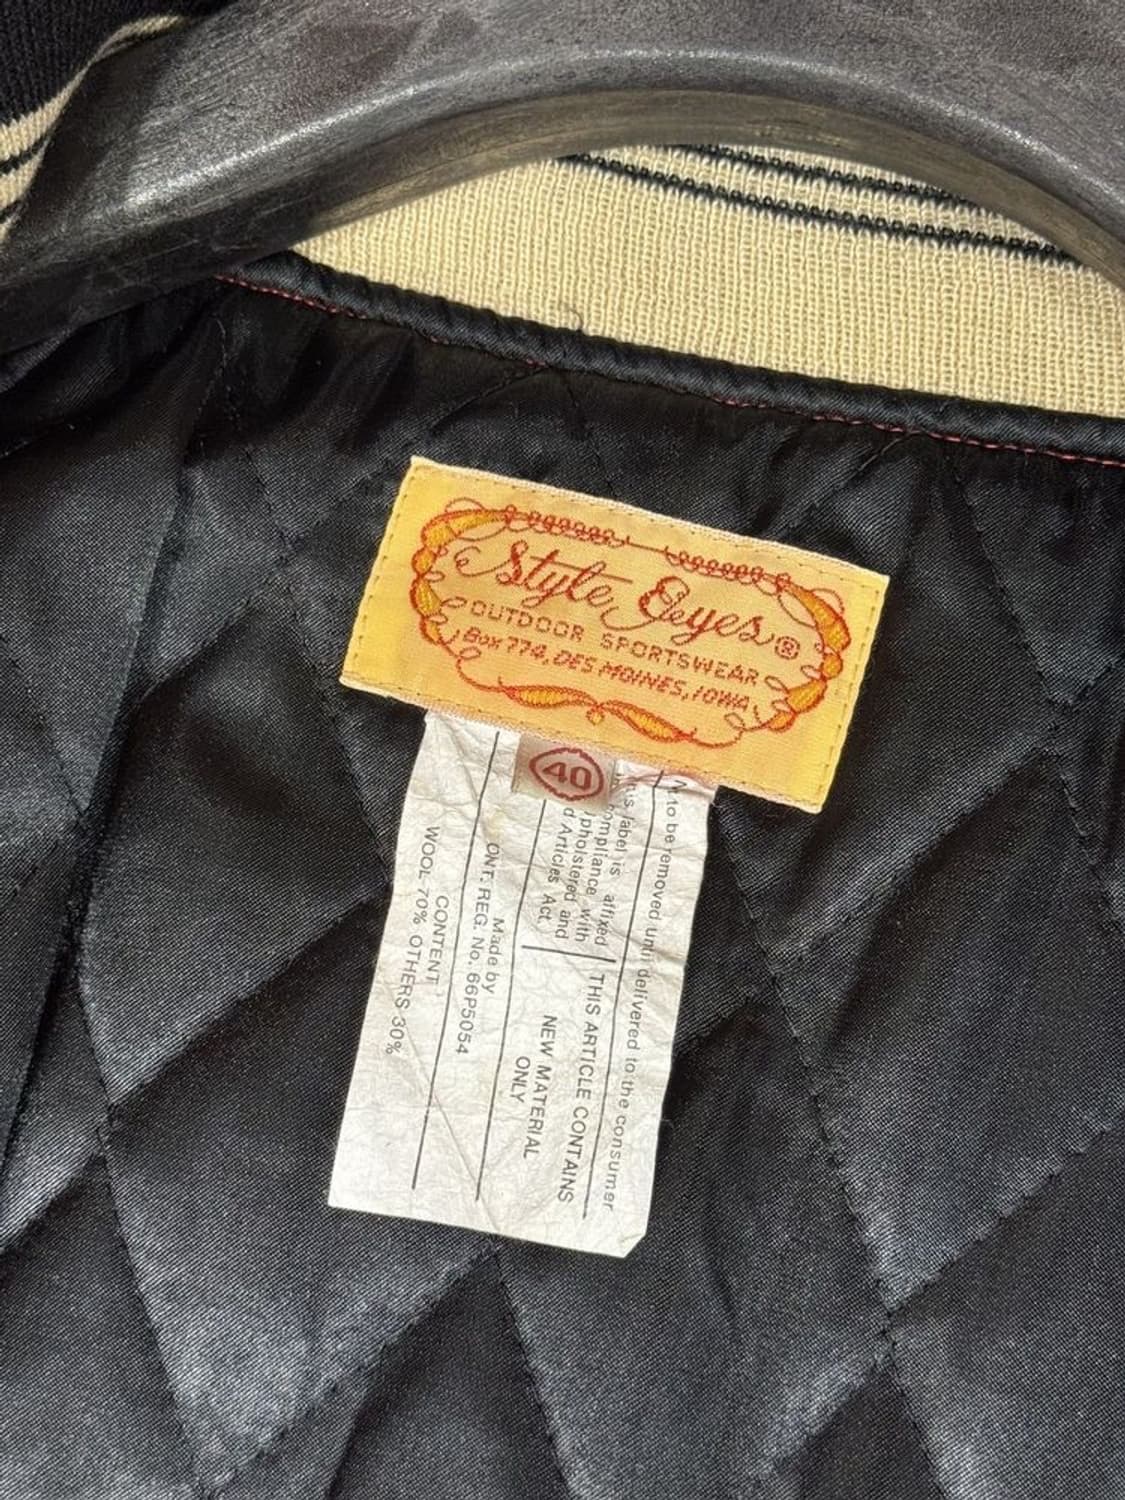 Style Eyes®
OUTDOOR SPORTSWEAR
Box 774, DES MOINES, IOWA
40
to be removed until delivered to the consumer
label is affixed
compliance with
pholstered and
d Articles Act.
THIS ARTICLE CONTAINS
NEW MATERIAL
ONLY
Made by
ONT. REG. No. 66P5054
CONTENT
WOOL 70% OTHERS 30%